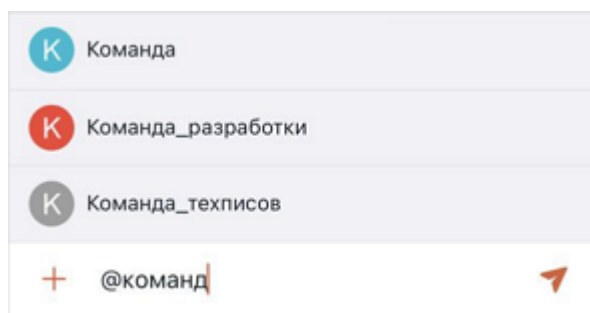 К Команда
К Команда_разработки
К Команда_техписов
+ @команд